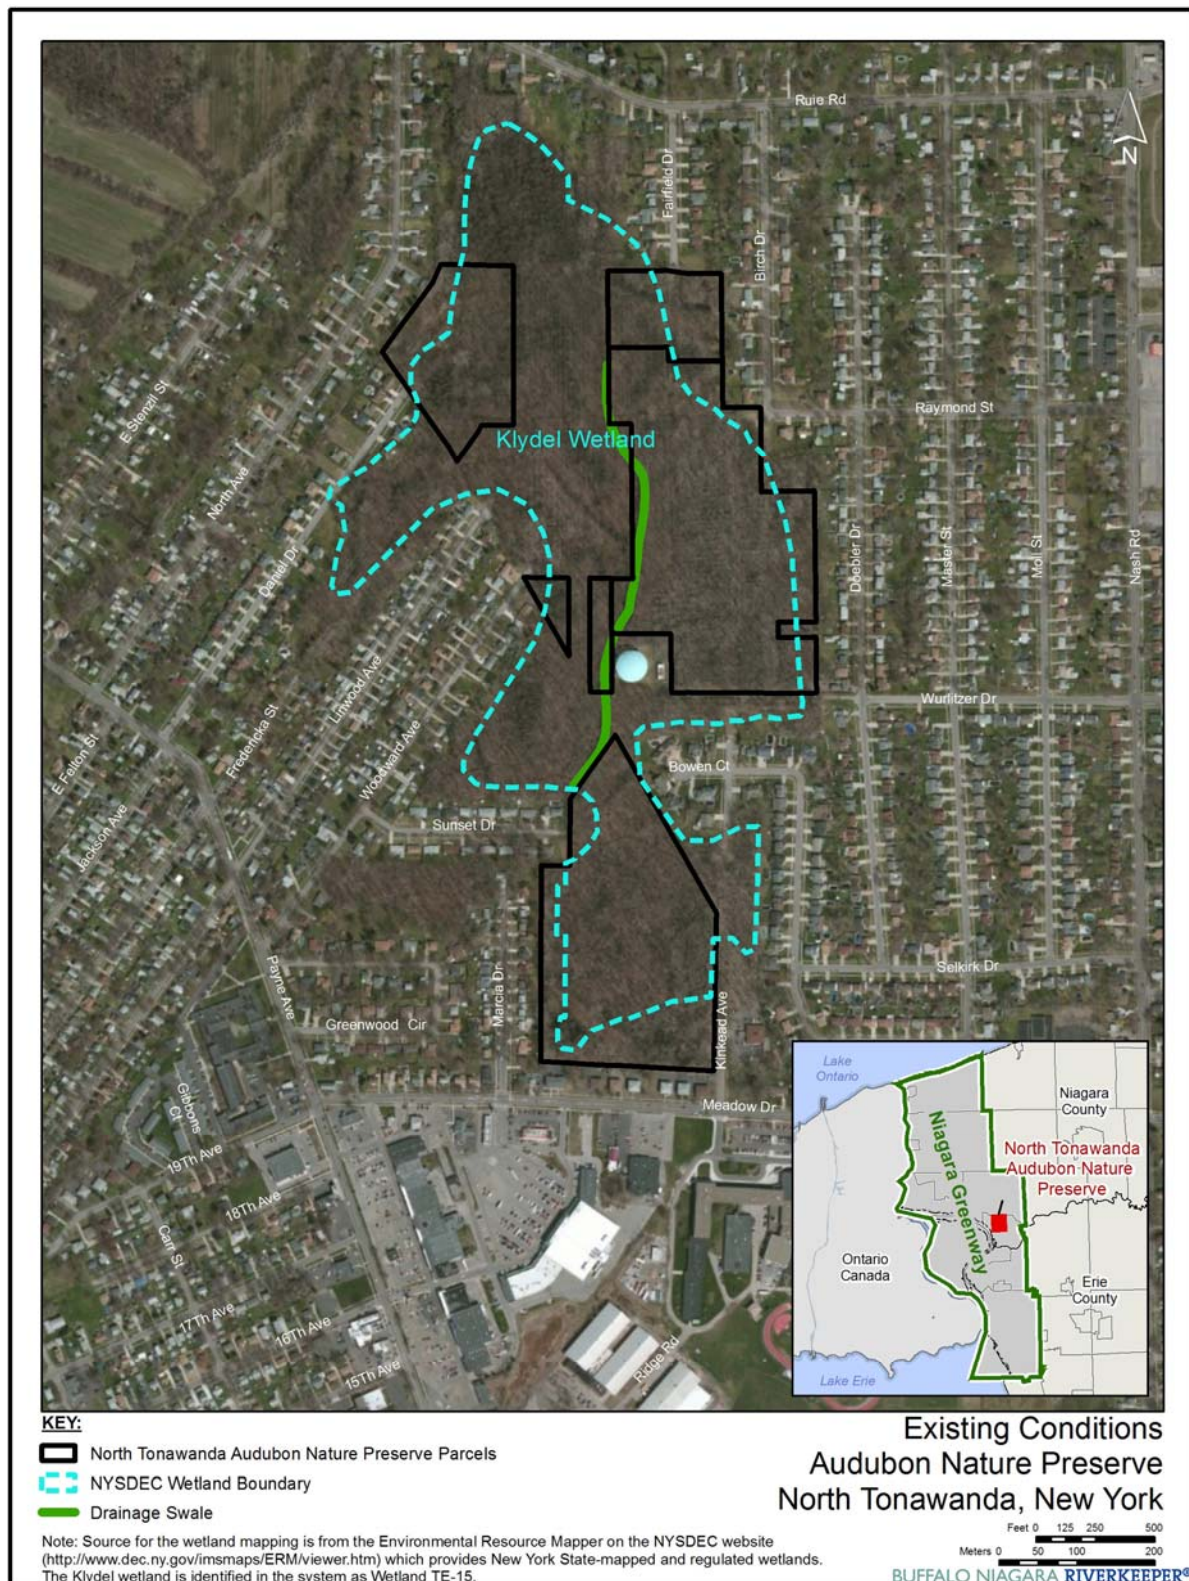 Ruie Rd
N
Fairfield Dr
Birch Dr
E Stenzil St
Raymond St
Klydel Wetland
North Ave
Daniel Dr
Doebler Dr
Master St
Moll St
Nash Rd
Linwood Ave
Wurlitzer Dr
Fredericka St
E Felton St
Woodward Ave
Bowen Ct
Jackson Ave
Sunset Dr
Payne Ave
Marcia Dr
Selkirk Dr
Greenwood Cir
Kinkead Ave
Gibbons Ct
Meadow Dr
19Th Ave
18Th Ave
Carr St
17Th Ave
16Th Ave
15Th Ave
Ridge Rd
Lake
Ontario
Niagara
County
Niagara Greenway
North Tonawanda
Audubon Nature
Preserve
Ontario
Canada
Erie
County
Lake Erie
KEY:
North Tonawanda Audubon Nature Preserve Parcels
NYSDEC Wetland Boundary
Drainage Swale
Existing Conditions
Audubon Nature Preserve
North Tonawanda, New York
Note: Source for the wetland mapping is from the Environmental Resource Mapper on the NYSDEC website
(http://www.dec.ny.gov/imsmaps/ERM/viewer.htm) which provides New York State-mapped and regulated wetlands.
The Klydel wetland is identified in the system as Wetland TE-15.
Feet 0 125 250 500
Meters 0 50 100 200
BUFFALO NIAGARA RIVERKEEPER®